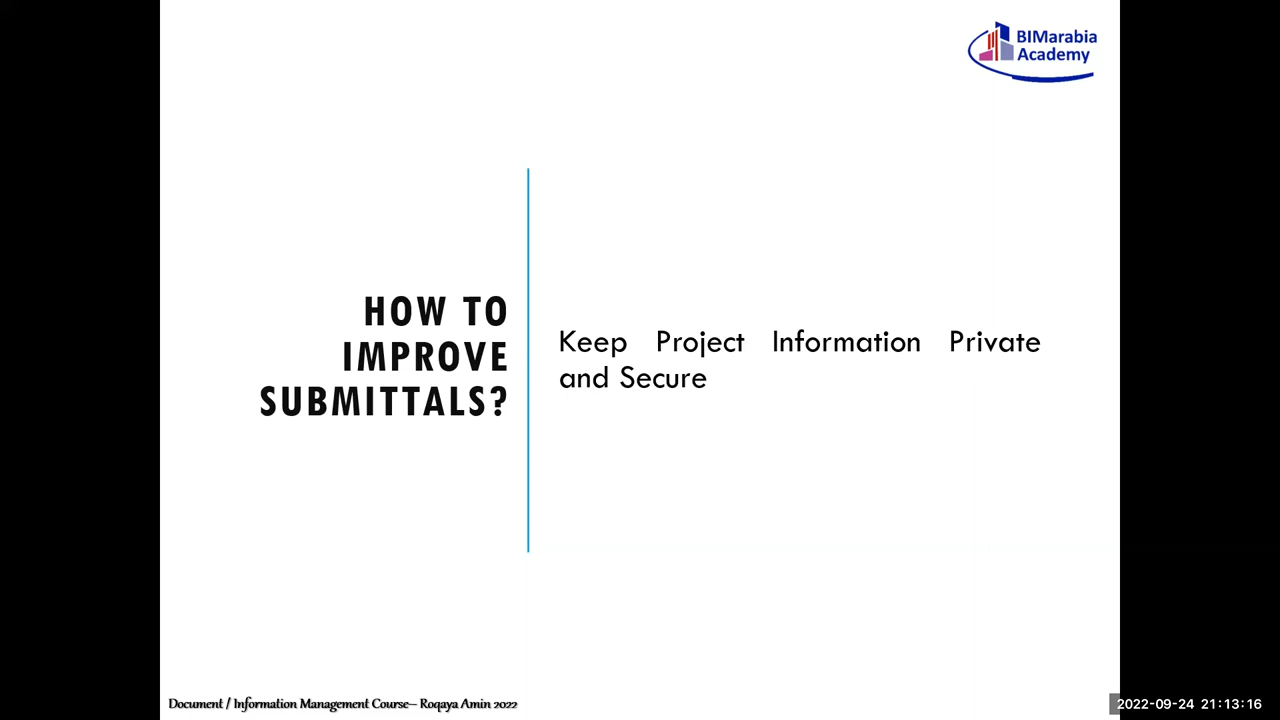 BIMarabia
Academy
HOW TO
IMPROVE
SUBMITTALS?
Keep Project Information Private
and Secure
Document / Information Management Course– Roqaya Amin 2022
2022-09-24 21:13:16